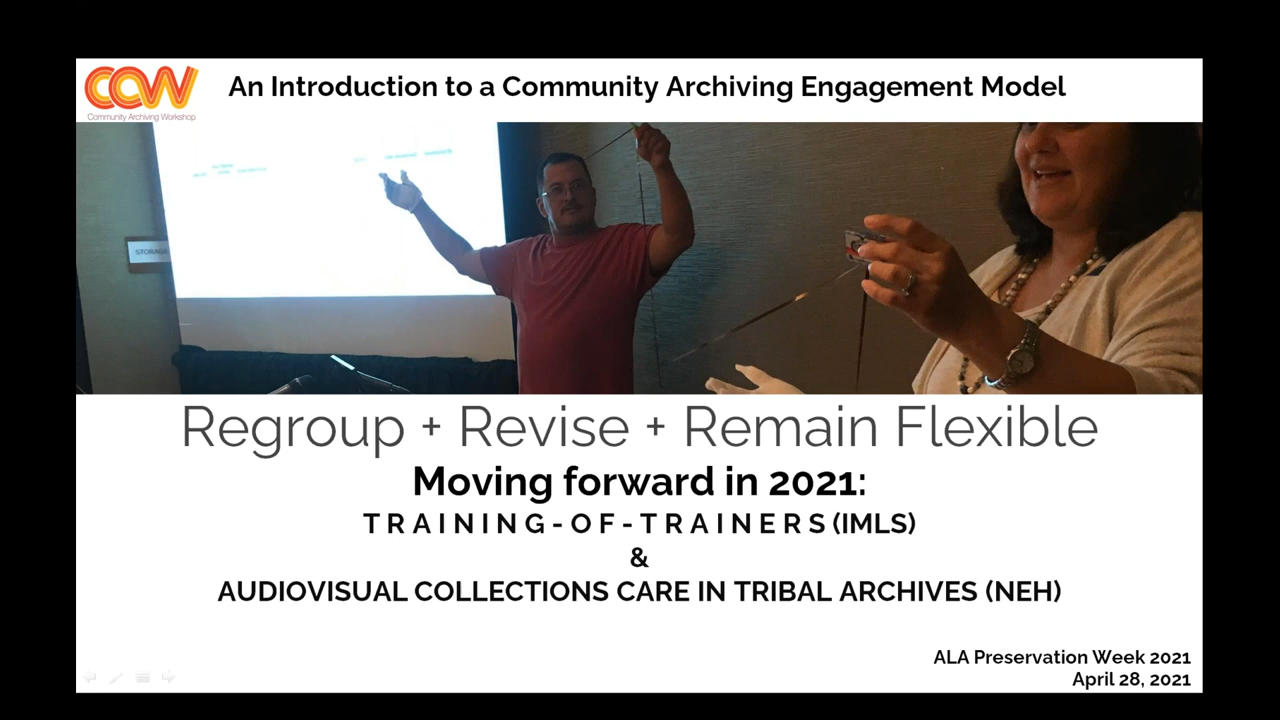 CAW
Community Archiving Workshop
An Introduction to a Community Archiving Engagement Model
STORAGE
Regroup + Revise + Remain Flexible
Moving forward in 2021:
TRAINING-OF-TRAINERS (IMLS)
&
AUDIOVISUAL COLLECTIONS CARE IN TRIBAL ARCHIVES (NEH)
ALA Preservation Week 2021
April 28, 2021